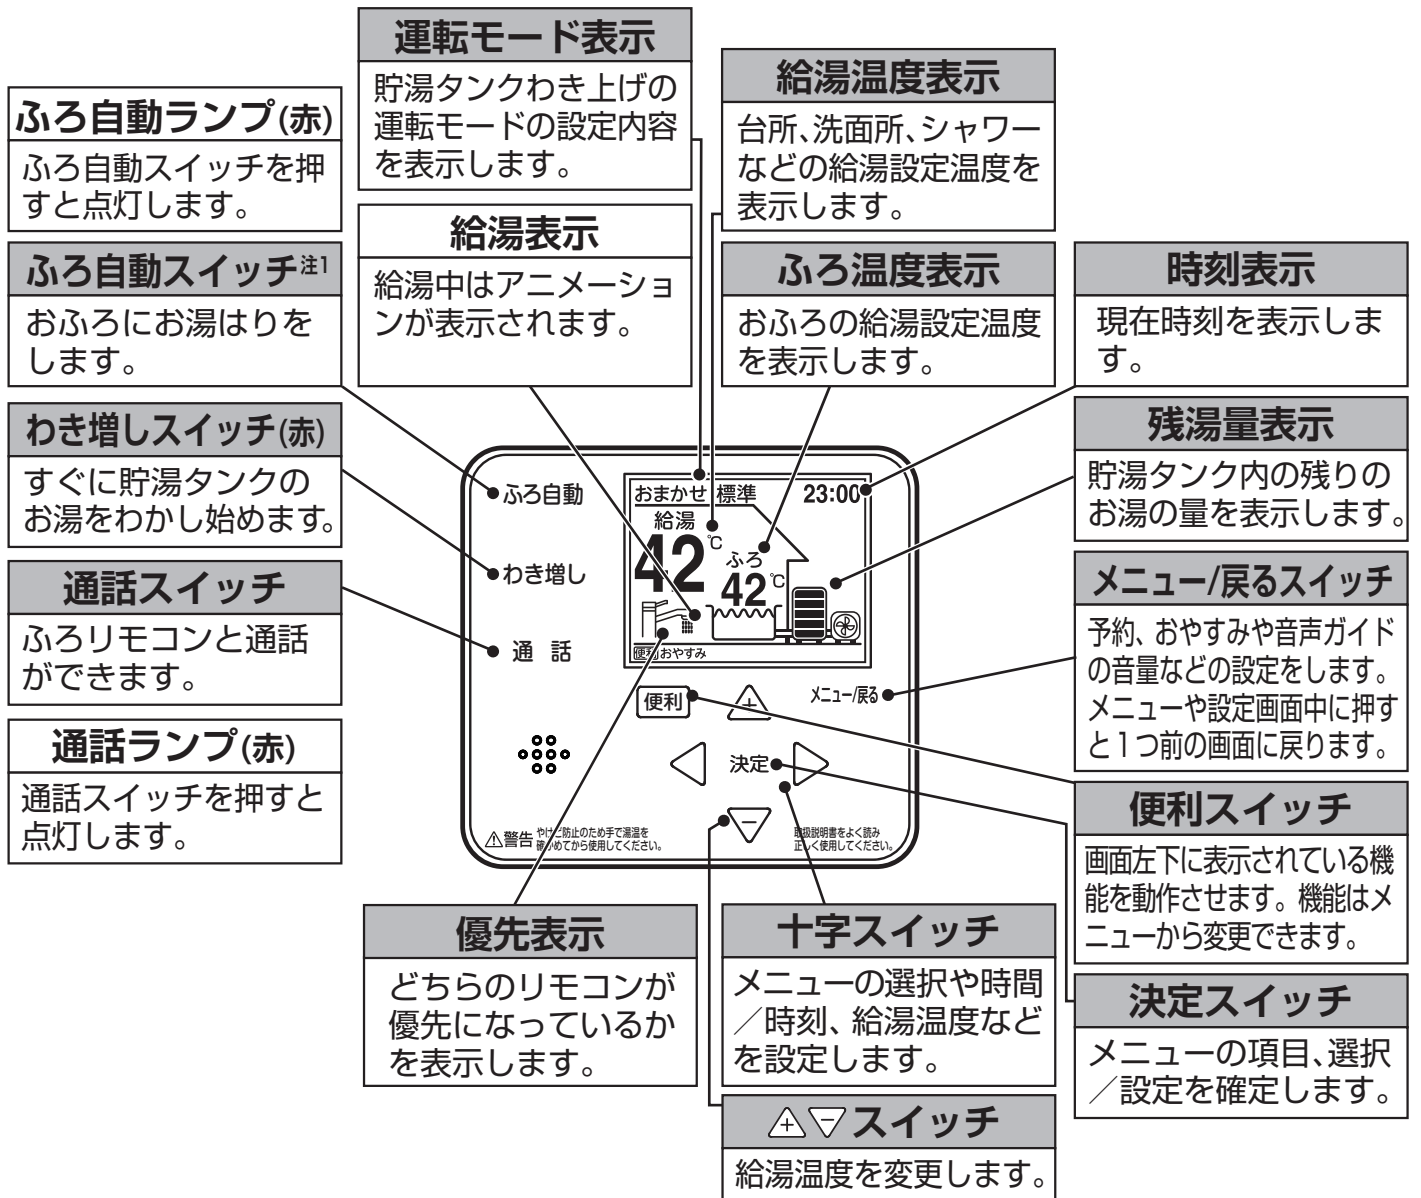 運転モード表示
貯湯タンクわき上げの
運転モードの設定内容
を表示します。
給湯温度表示
台所、洗面所、シャワー
などの給湯設定温度を
表示します。
ふろ自動ランプ(赤)
ふろ自動スイッチを押
すと点灯します。
給湯表示
給湯中はアニメーショ
ンが表示されます。
ふろ自動スイッチ注1
おふろにお湯はりを
します。
ふろ温度表示
おふろの給湯設定温度
を表示します。
時刻表示
現在時刻を表示しま
す。
わき増しスイッチ(赤)
すぐに貯湯タンクの
お湯をわかし始めます。
残湯量表示
貯湯タンク内の残りの
お湯の量を表示します。
通話スイッチ
ふろリモコンと通話
ができます。
メニュー/戻るスイッチ
予約、おやすみや音声ガイド
の音量などの設定をします。
メニューや設定画面中に押す
と1つ前の画面に戻ります。
通話ランプ(赤)
通話スイッチを押すと
点灯します。
ふろ自動
わき増し
通 話
おまかせ 標準 23:00
給湯
42℃
ふろ
42℃
便利 おやすみ
便利
+
メニュー/戻る
決定
−
⚠警告 やけど防止のため手で湯温を
確かめてから使用してください。
取扱説明書をよく読み
正しく使用してください。
便利スイッチ
画面左下に表示されている機
能を動作させます。機能はメ
ニューから変更できます。
優先表示
どちらのリモコンが
優先になっているか
を表示します。
十字スイッチ
メニューの選択や時間
/時刻、給湯温度など
を設定します。
決定スイッチ
メニューの項目、選択
/設定を確定します。
+ − スイッチ
給湯温度を変更します。